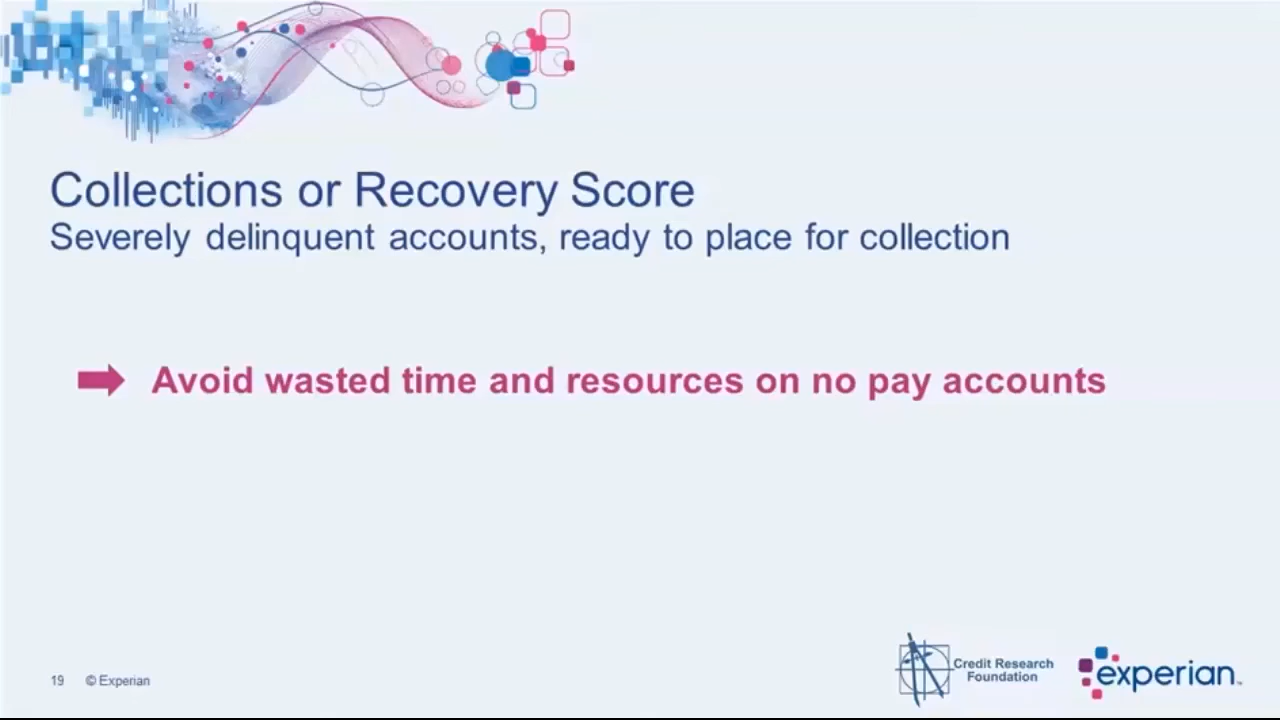 Collections or Recovery Score
Severely delinquent accounts, ready to place for collection
Avoid wasted time and resources on no pay accounts
19 © Experian
Credit Research
Foundation
experian™